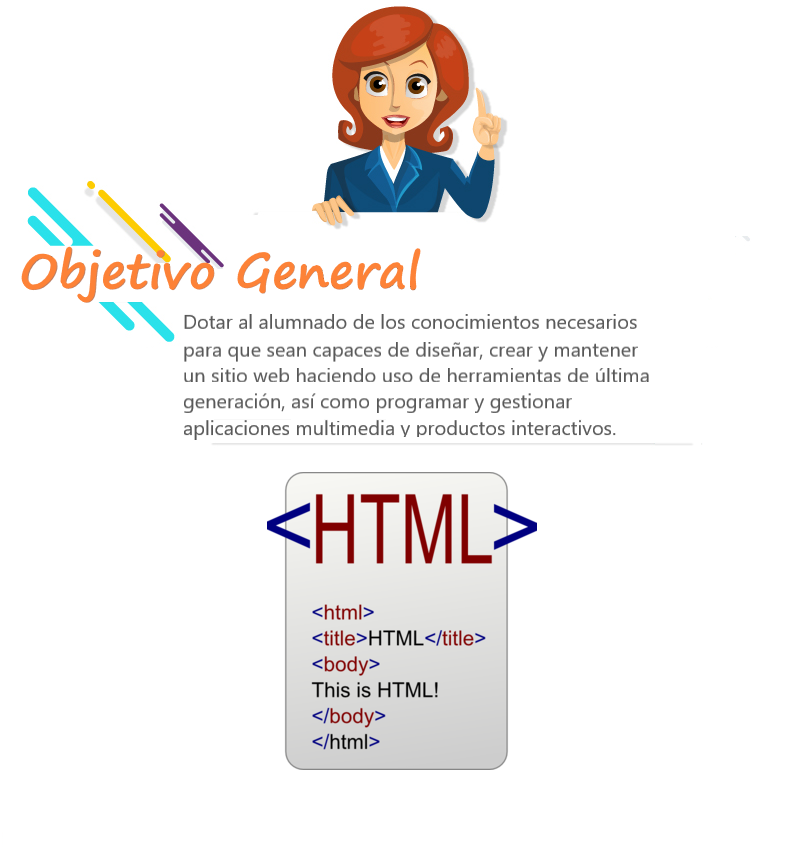 Objetivo General
Dotar al alumnado de los conocimientos necesarios
para que sean capaces de diseñar, crear y mantener
un sitio web haciendo uso de herramientas de última
generación, así como programar y gestionar
aplicaciones multimedia y productos interactivos.
<HTML>
<html>
<title>HTML</title>
<body>
This is HTML!
</body>
</html>